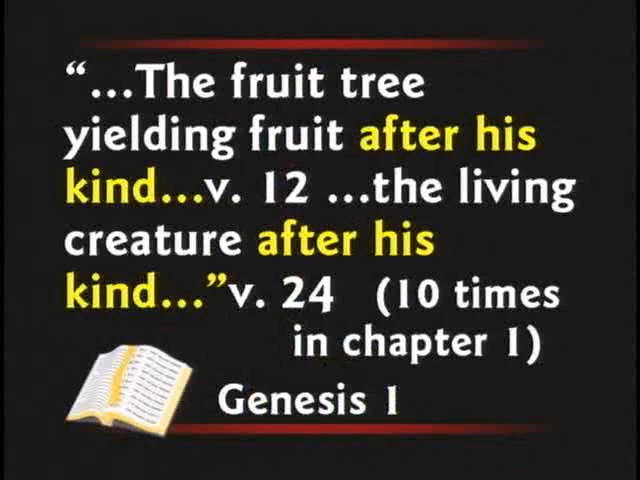 “...The fruit tree
yielding fruit after his
kind...v. 12 ...the living
creature after his
kind...”v. 24 (10 times
in chapter 1)
Genesis 1